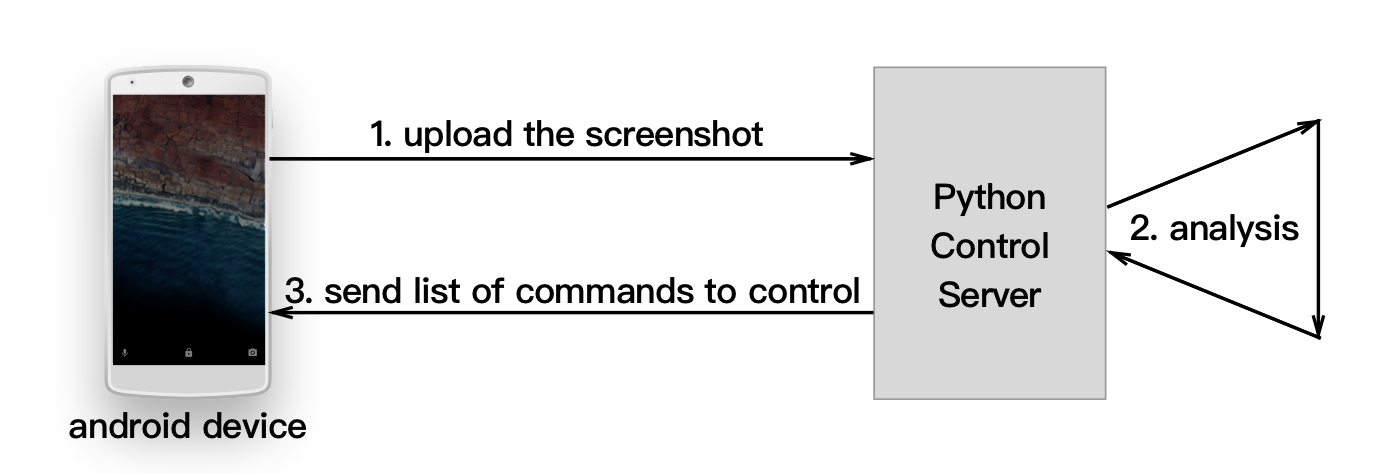 1. upload the screenshot
Python
Control
Server
2. analysis
3. send list of commands to control
android device